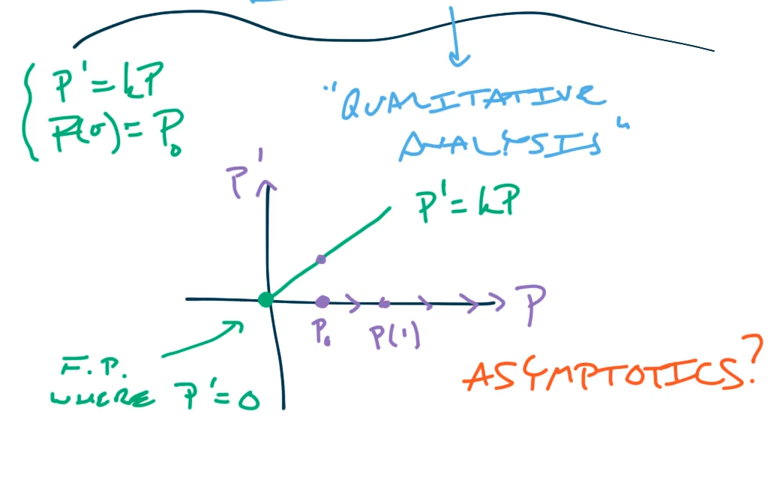 P' = kP
P(0) = P₀
"QUALITATIVE
ANALYSIS"
P'
P' = kP
P
P₀
P(1)
F.P.
WHERE P' = 0
ASYMPTOTICS?